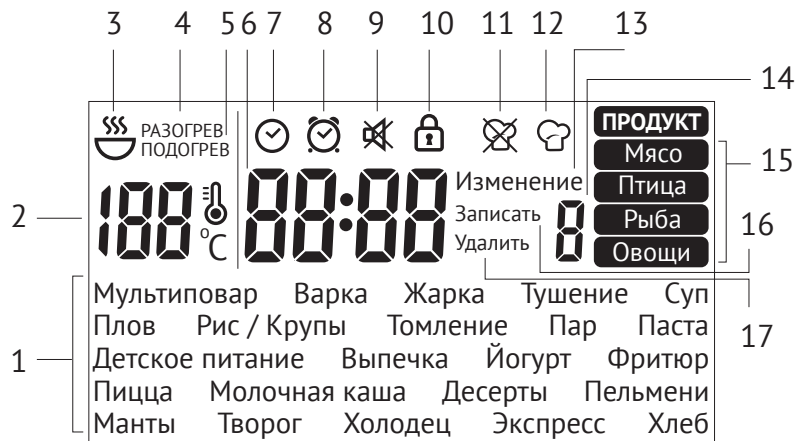 3 4 5 6 7 8 9 10 11 12 13
14
РАЗОГРЕВ
ПОДОГРЕВ
ПРОДУКТ
Мясо
15
Птица
Изменение
2
188 °C
88:88
Записать
8
Рыба
16
Удалить
Овощи
17
1
Мультиповар Варка Жарка Тушение Суп
Плов Рис / Крупы Томление Пар Паста
Детское питание Выпечка Йогурт Фритюр
Пицца Молочная каша Десерты Пельмени
Манты Творог Холодец Экспресс Хлеб